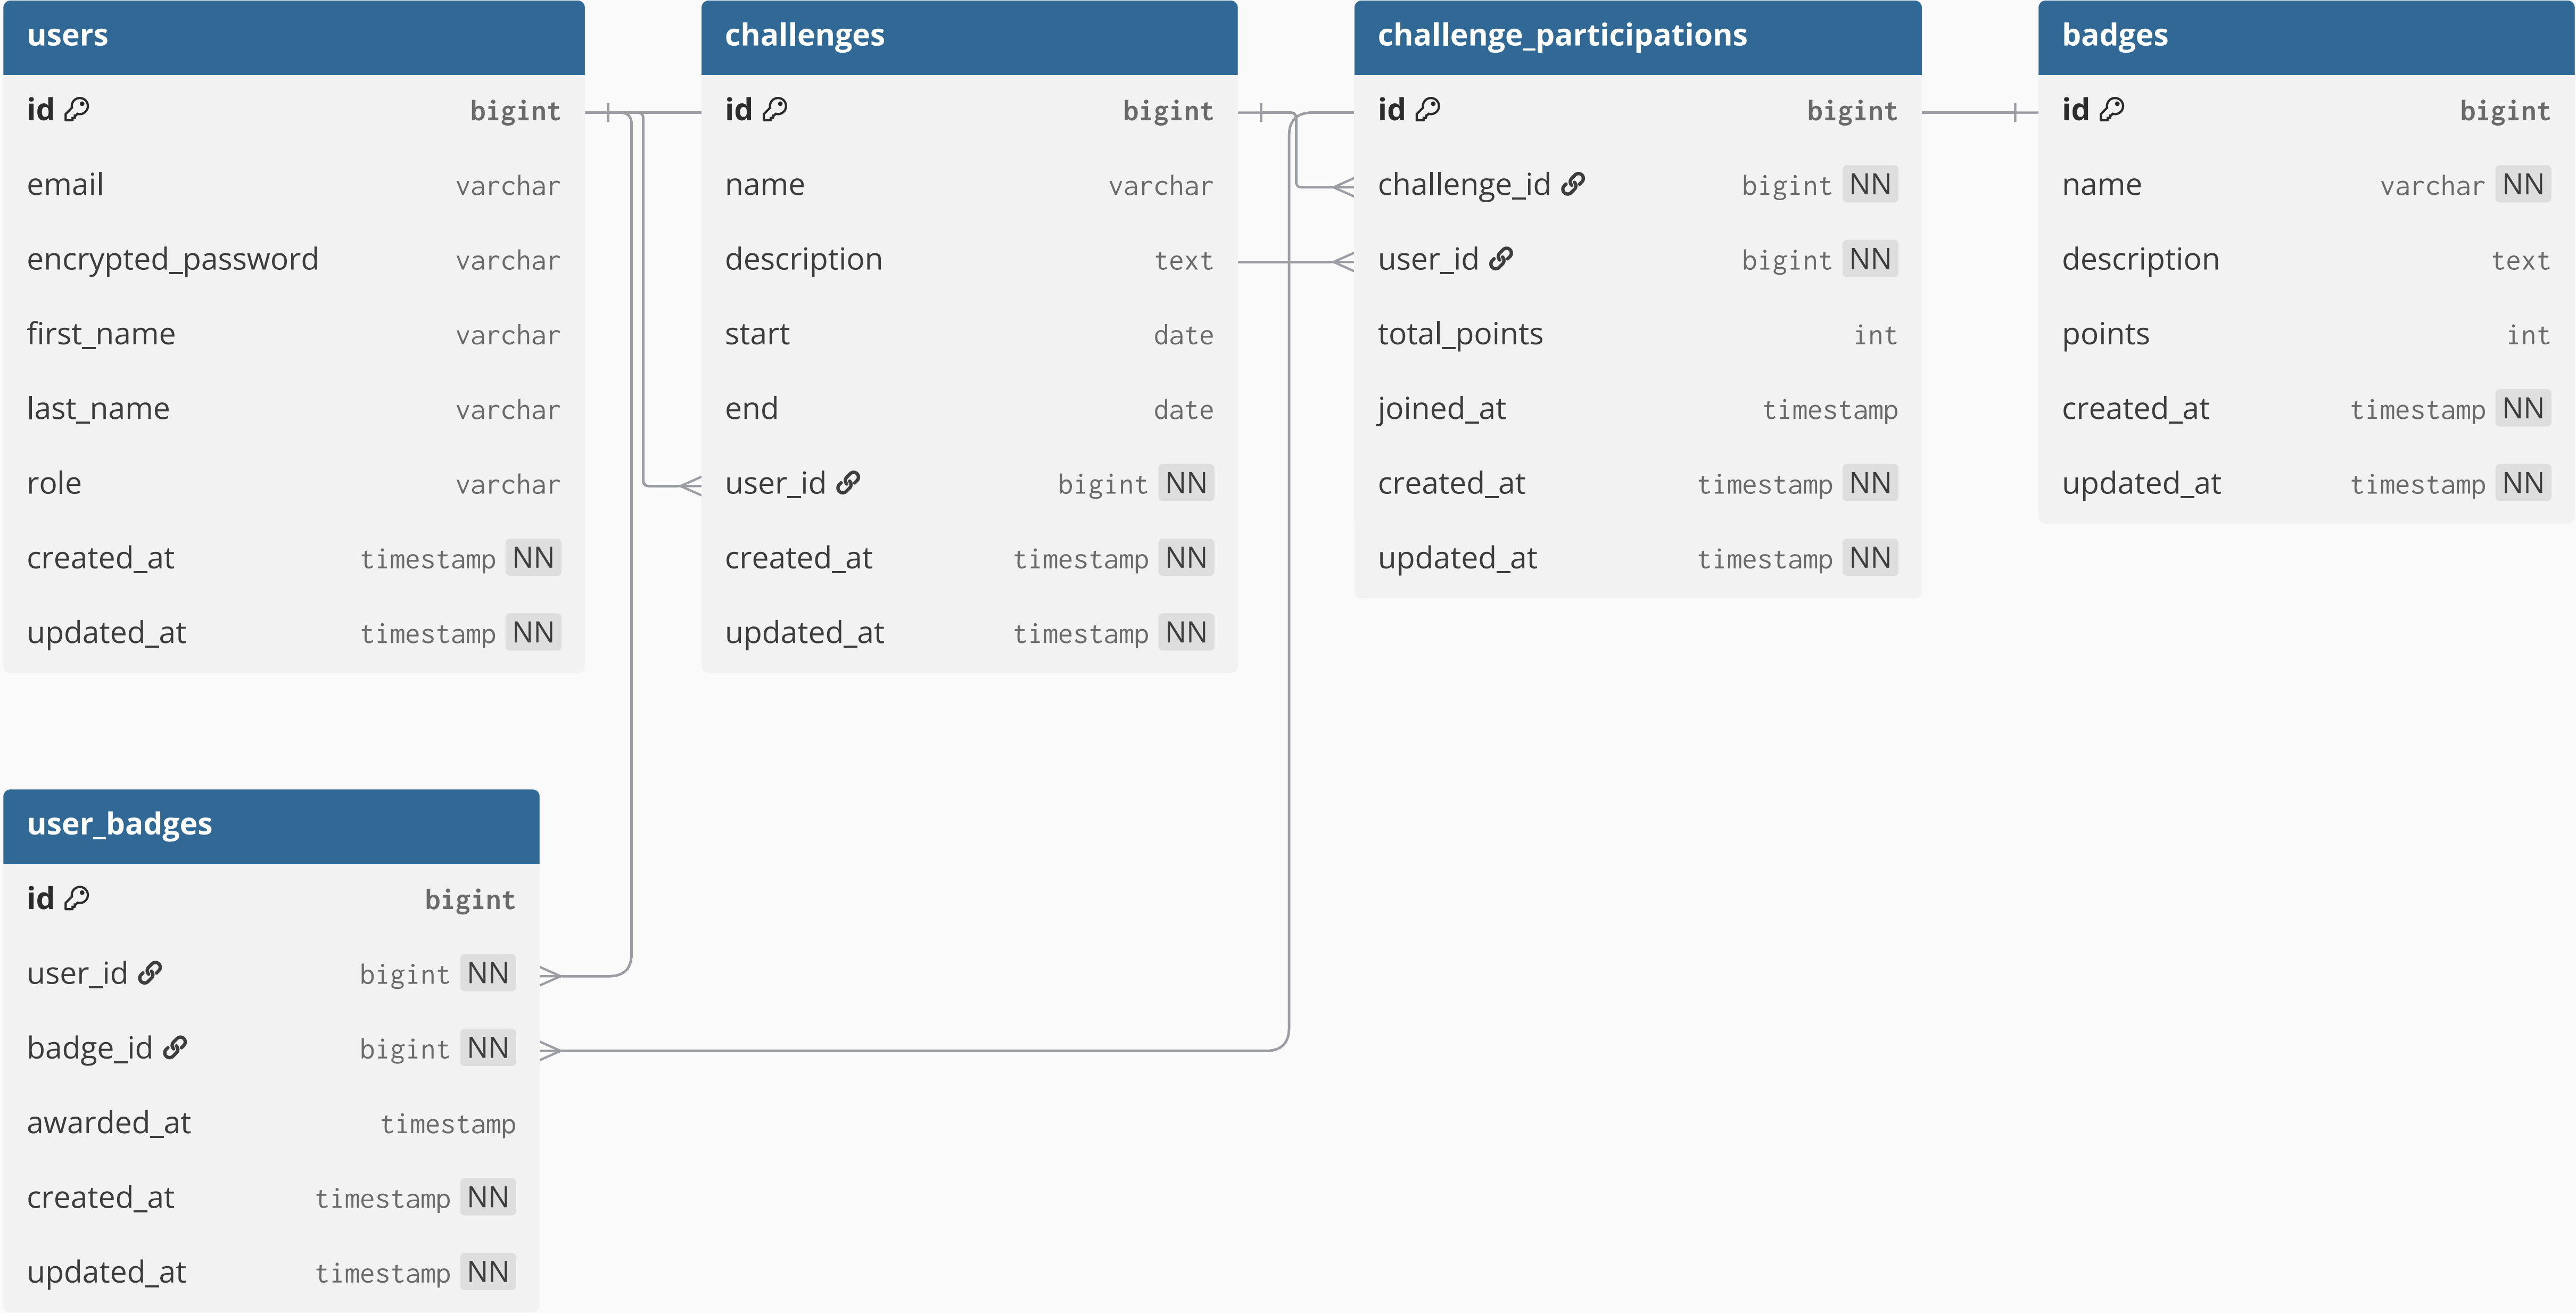 users
id bigint
email varchar
encrypted_password varchar
first_name varchar
last_name varchar
role varchar
created_at timestamp NN
updated_at timestamp NN
challenges
id bigint
name varchar
description text
start date
end date
user_id bigint NN
created_at timestamp NN
updated_at timestamp NN
challenge_participations
id bigint
challenge_id bigint NN
user_id bigint NN
total_points int
joined_at timestamp
created_at timestamp NN
updated_at timestamp NN
badges
id bigint
name varchar NN
description text
points int
created_at timestamp NN
updated_at timestamp NN
user_badges
id bigint
user_id bigint NN
badge_id bigint NN
awarded_at timestamp
created_at timestamp NN
updated_at timestamp NN